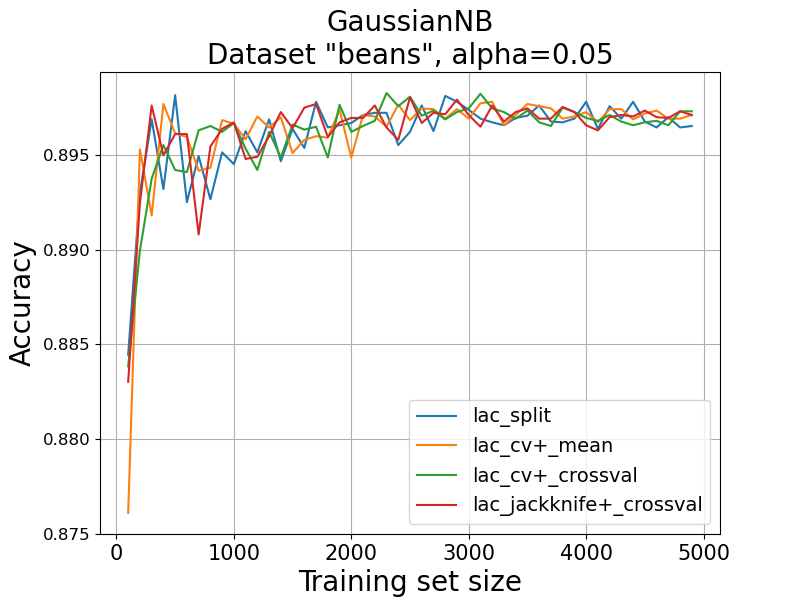 GaussianNB
Dataset "beans", alpha=0.05
Accuracy
0.895
0.890
0.885
0.880
0.875
lac_split
lac_cv+_mean
lac_cv+_crossval
lac_jackknife+_crossval
0 1000 2000 3000 4000 5000
Training set size